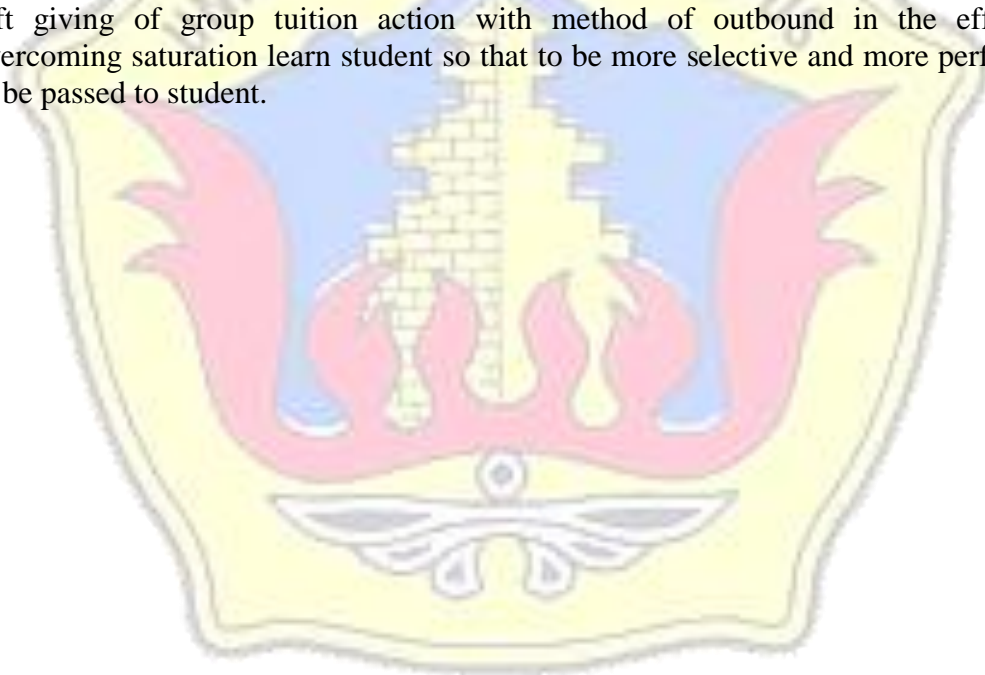 ft giving of group tuition action with method of outbound in the eff
ercoming saturation learn student so that to be more selective and more perf
be passed to student.